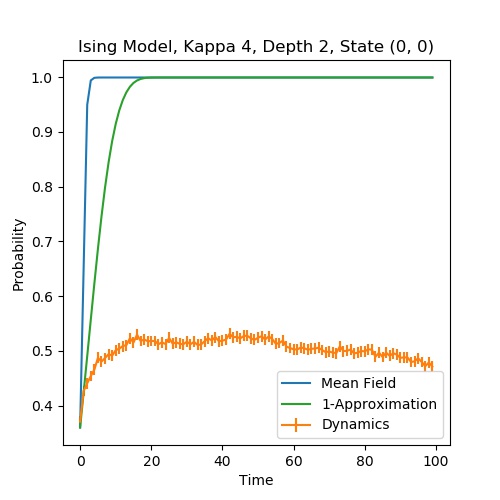 Ising Model, Kappa 4, Depth 2, State (0, 0)
1.0
0.9
0.8
0.7
0.6
0.5
0.4
Probability
0
20
40
60
80
100
Time
Mean Field
1-Approximation
Dynamics